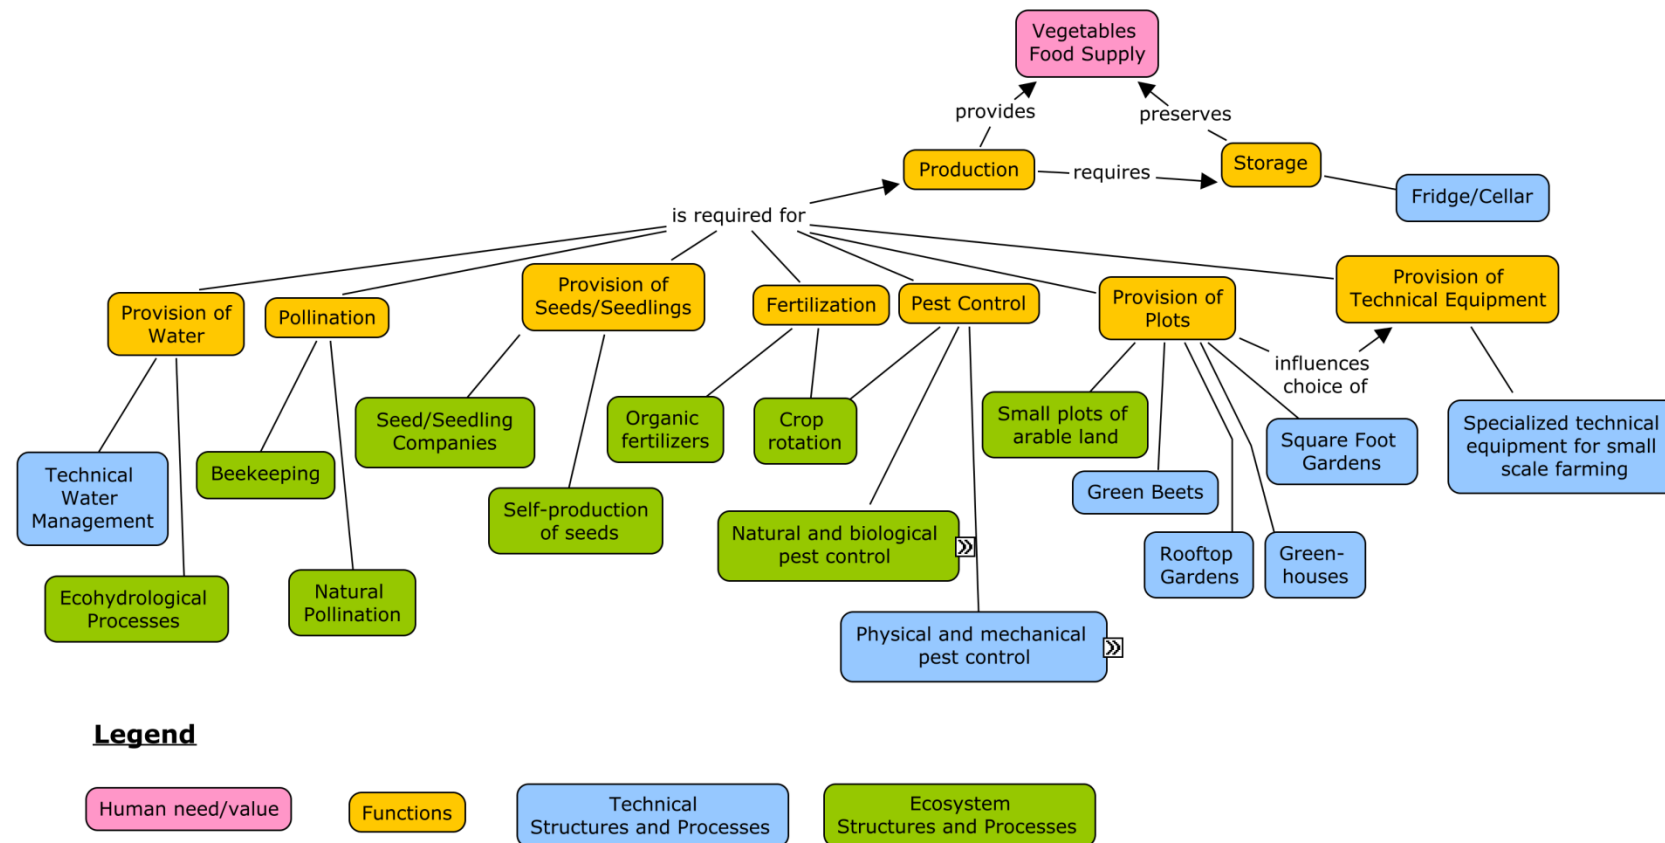 Vegetables
Food Supply
provides
preserves
Production
requires
Storage
Fridge/Cellar
is required for
Provision of
Water
Pollination
Provision of
Seeds/Seedlings
Fertilization
Pest Control
Provision of
Plots
Provision of
Technical Equipment
influences
choice of
Technical
Water
Management
Ecohydrological
Processes
Beekeeping
Natural
Pollination
Seed/Seedling
Companies
Self-production
of seeds
Organic
fertilizers
Crop
rotation
Natural and biological
pest control
Physical and mechanical
pest control
Small plots of
arable land
Green Beets
Rooftop
Gardens
Green-
houses
Square Foot
Gardens
Specialized technical
equipment for small
scale farming
Legend
Human need/value
Functions
Technical
Structures and Processes
Ecosystem
Structures and Processes